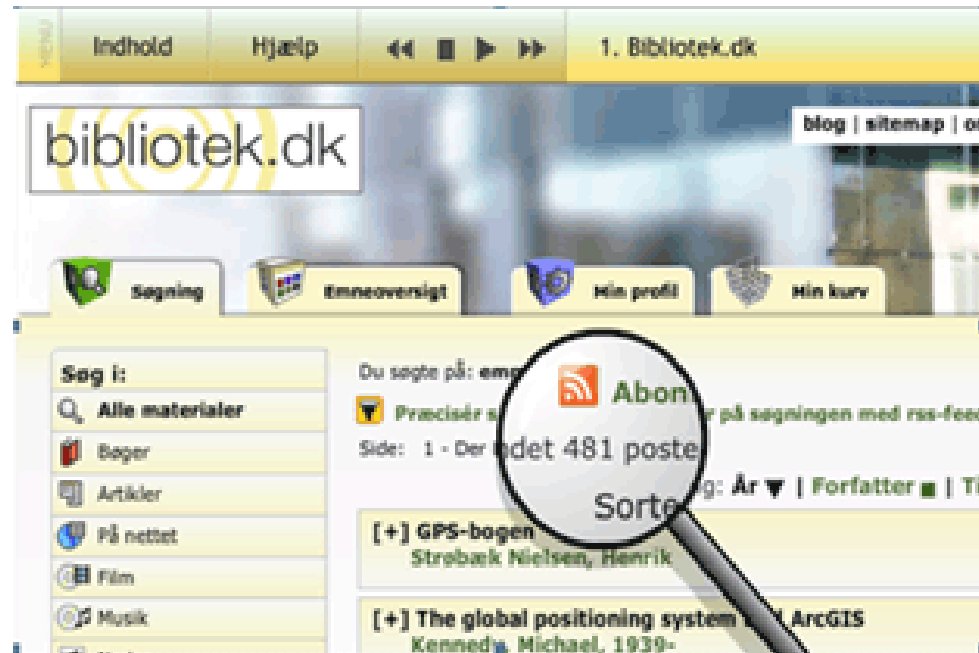 MENU
Indhold Hjælp 1. Bibliotek.dk
bibliotek.dk
blog | sitemap |
Søgning Emneoversigt Min profil Min kurv
Søg i:
Alle materialer
Bøger
Artikler
På nettet
Film
Musik
Du søgte på:
Præcisér Abon på søgningen med rss-feed
Side: 1 - Der det 481 poste
Sorte År | Forfatter |
[+] GPS-bogen
Strøbæk Nielsen, Henrik
[+] The global positioning system ArcGIS
Kennedy, Michael, 1939-